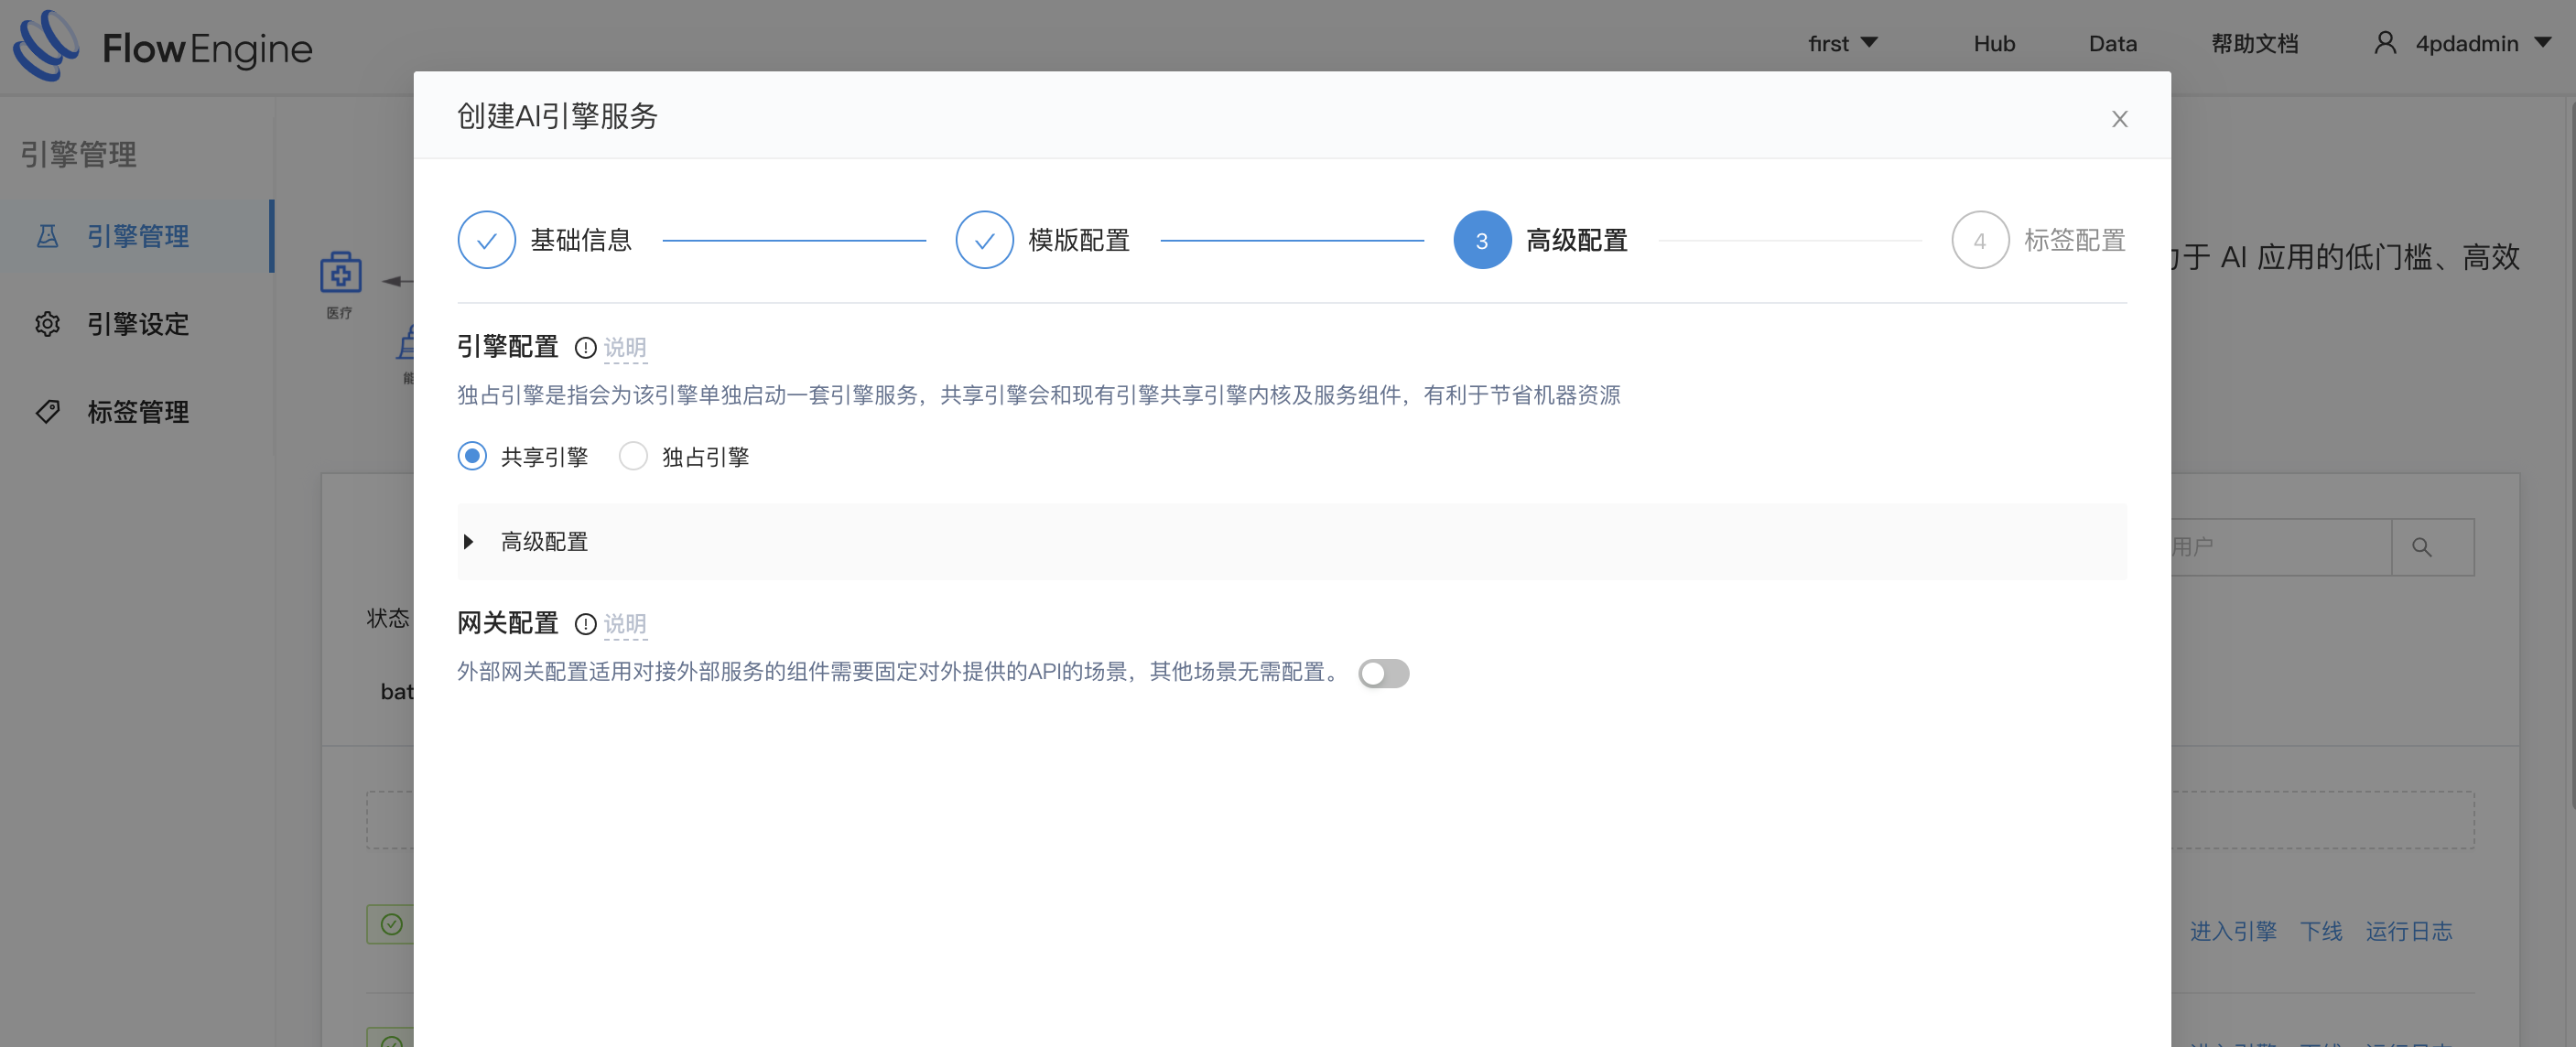 FlowEngine
first
Hub
Data
帮助文档
4pdadmin
引擎管理
引擎管理
引擎设定
标签管理
医疗
能
于 AI 应用的低门槛、高效
创建AI引擎服务
基础信息
模版配置
3 高级配置
4 标签配置
引擎配置 说明
独占引擎是指会为该引擎单独启动一套引擎服务，共享引擎会和现有引擎共享引擎内核及服务组件，有利于节省机器资源
共享引擎 独占引擎
高级配置
用户
网关配置 说明
状态
外部网关配置适用对接外部服务的组件需要固定对外提供的API的场景，其他场景无需配置。
bat
进入引擎 下线 运行日志